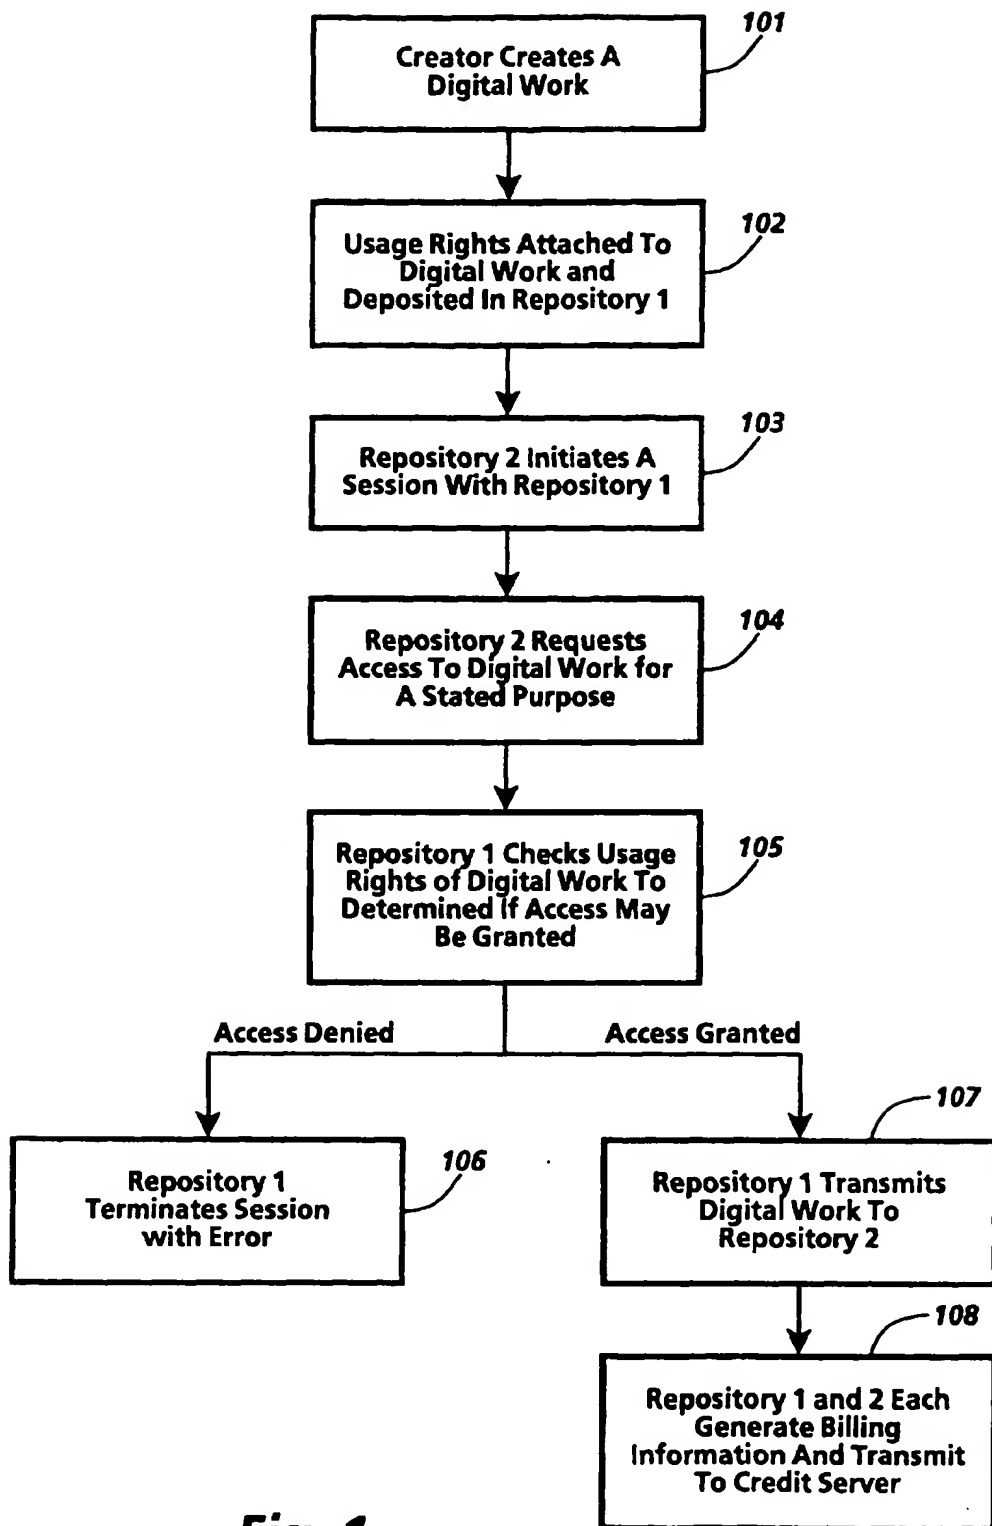 101
Creator Creates A
Digital Work
102
Usage Rights Attached To
Digital Work and
Deposited In Repository 1
103
Repository 2 Initiates A
Session With Repository 1
104
Repository 2 Requests
Access To Digital Work for
A Stated Purpose
105
Repository 1 Checks Usage
Rights of Digital Work To
Determined If Access May
Be Granted
Access Denied
Access Granted
107
106
Repository 1
Terminates Session
with Error
Repository 1 Transmits
Digital Work To
Repository 2
108
Repository 1 and 2 Each
Generate Billing
Information And Transmit
To Credit Server